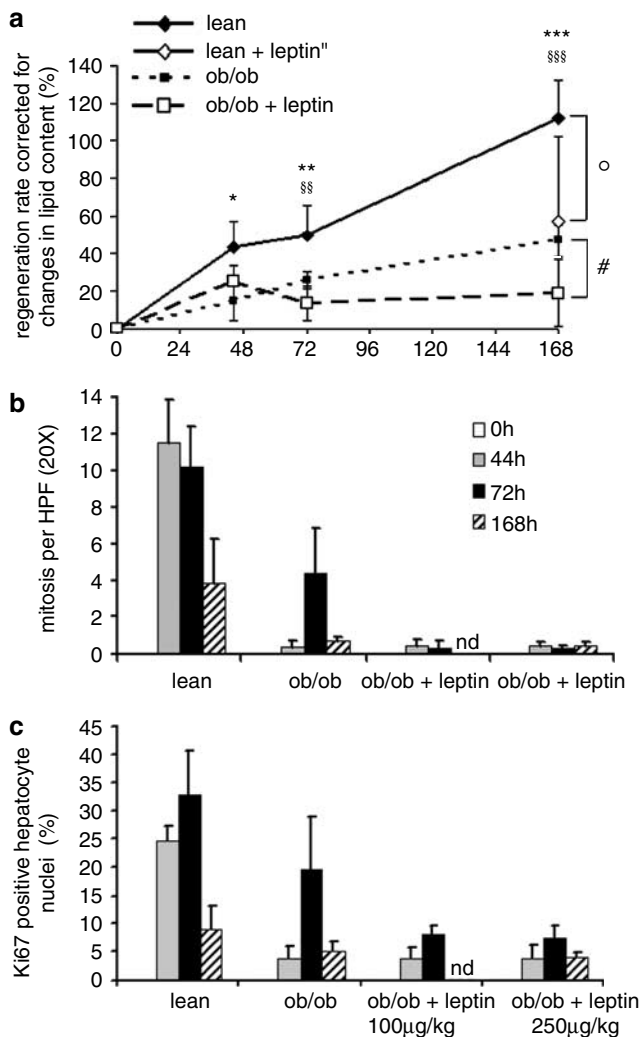 a
lean
lean + leptin"
ob/ob
ob/ob + leptin
regeneration rate corrected for
changes in lipid content (%)
140
120
100
80
60
40
20
0
*
**
§§
***
§§§
○
#
0 24 48 72 96 120 144 168
b
mitosis per HPF (20X)
14
12
10
8
6
4
2
0
0h
44h
72h
168h
nd
lean ob/ob ob/ob + leptin ob/ob + leptin
c
Ki67 positive hepatocyte
nuclei (%)
45
40
35
30
25
20
15
10
5
0
nd
lean ob/ob ob/ob + leptin ob/ob + leptin
100µg/kg 250µg/kg